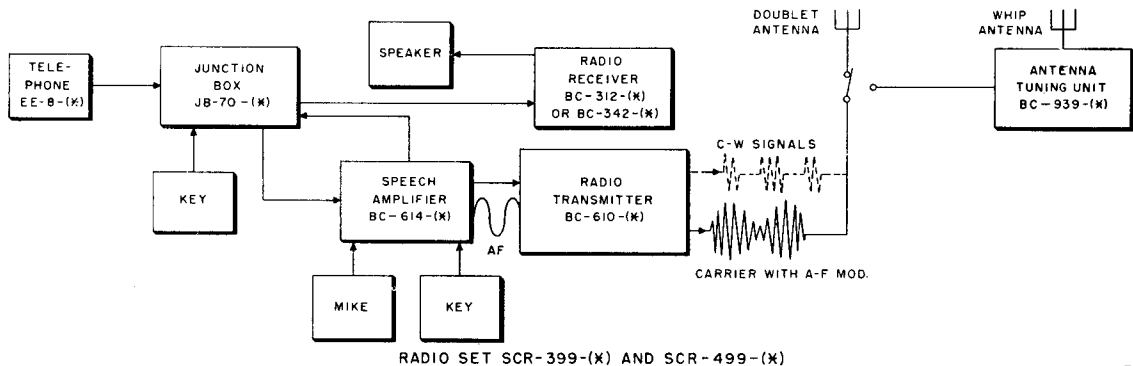 DOUBLET
ANTENNA
WHIP
ANTENNA
TELE-
PHONE
EE-8-(*)
JUNCTION
BOX
JB-70-(*)
SPEAKER
RADIO
RECEIVER
BC-312-(*)
OR BC-342-(*)
ANTENNA
TUNING UNIT
BC-939-(*)
KEY
SPEECH
AMPLIFIER
BC-614-(*)
AF
RADIO
TRANSMITTER
BC-610-(*)
C-W SIGNALS
CARRIER WITH A-F MOD.
MIKE
KEY
RADIO SET SCR-399-(*) AND SCR-499-(*)